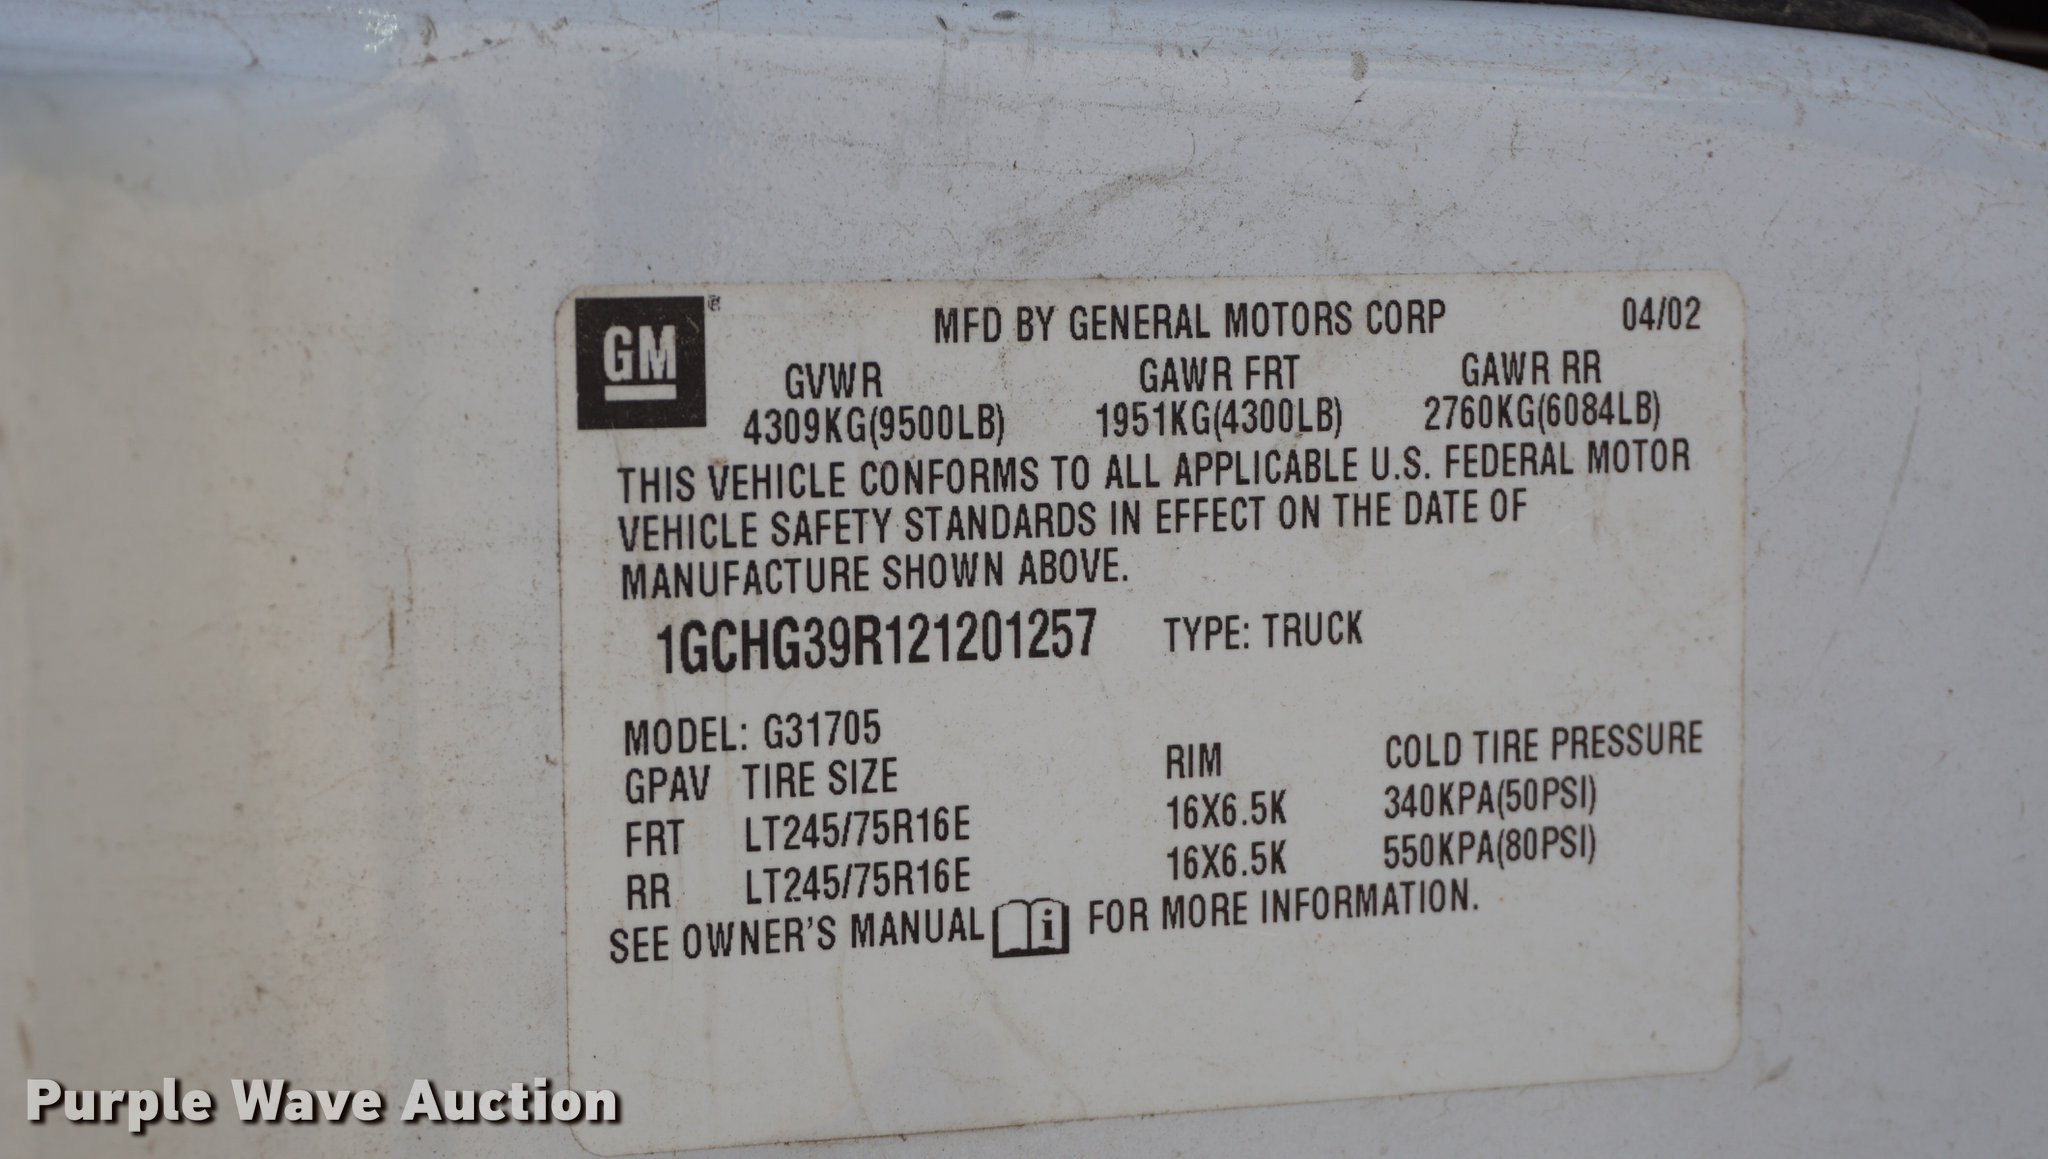 GM ® MFD BY GENERAL MOTORS CORP 04/02
GVWR GAWR FRT GAWR RR
4309KG(9500LB) 1951KG(4300LB) 2760KG(6084LB)
THIS VEHICLE CONFORMS TO ALL APPLICABLE U.S. FEDERAL MOTOR
VEHICLE SAFETY STANDARDS IN EFFECT ON THE DATE OF
MANUFACTURE SHOWN ABOVE.
1GCHG39R121201257 TYPE: TRUCK
MODEL: G31705
GPAV TIRE SIZE RIM COLD TIRE PRESSURE
FRT LT245/75R16E 16X6.5K 340KPA(50PSI)
RR LT245/75R16E 16X6.5K 550KPA(80PSI)
SEE OWNER'S MANUAL i FOR MORE INFORMATION.
Purple Wave Auction